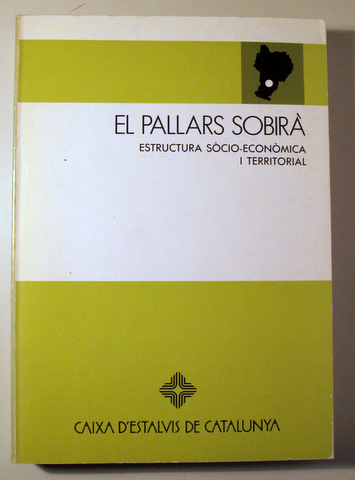 EL PALLARS SOBIRÀ
ESTRUCTURA SÒCIO-ECONÒMICA
I TERRITORIAL
CAIXA D'ESTALVIS DE CATALUNYA